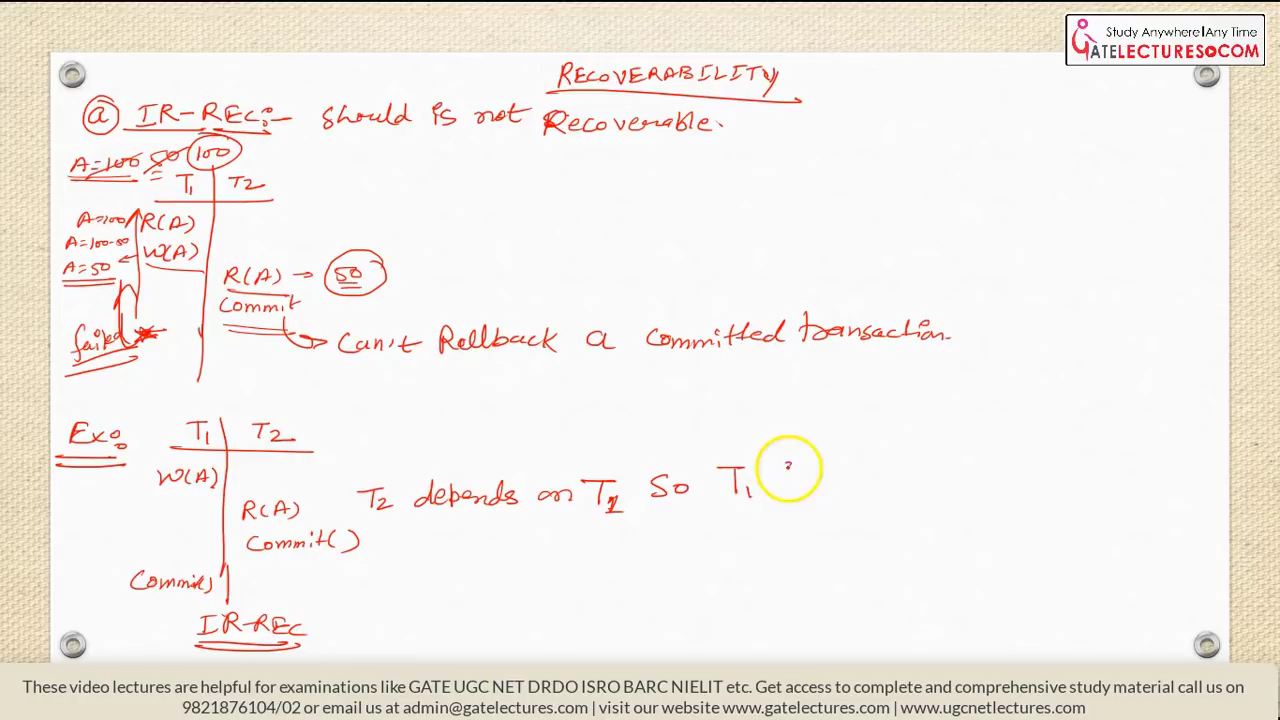 Study Anywhere Any Time
GATELECTURES.COM
RECOVERABILITY
(a) IR-REC:- should is not Recoverable.
A=100 50 100
T1 T2
A=100 R(A)
A=100-50 W(A)
A=50
R(A) → 50
Commit
failed
Can't Rollback a committed transaction.
Ex:
T1 T2
W(A)
R(A)
Commit()
T2 depends on T1 So T1
Commit()
IR-REC
These video lectures are helpful for examinations like GATE UGC NET DRDO ISRO BARC NIELIT etc. Get access to complete and comprehensive study material call us on
9821876104/02 or email us at admin@gatelectures.com | visit our website www.gatelectures.com | www.ugcnetlectures.com